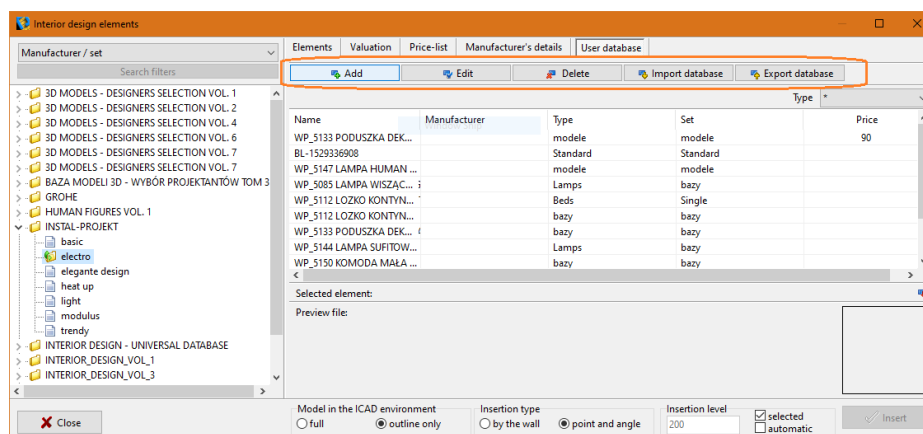 Interior design elements
Manufacturer / set
Search filters
3D MODELS - DESIGNERS SELECTION VOL. 1
3D MODELS - DESIGNERS SELECTION VOL. 2
3D MODELS - DESIGNERS SELECTION VOL. 4
3D MODELS - DESIGNERS SELECTION VOL. 6
3D MODELS - DESIGNERS SELECTION VOL. 7
3D MODELS - DESIGNERS SELECTION VOL. 7
BAZA MODELI 3D - WYBÓR PROJEKTANTÓW TOM 3
GROHE
HUMAN FIGURES VOL. 1
INSTAL-PROJEKT
basic
electro
elegante design
heat up
light
modulus
trendy
INTERIOR DESIGN - UNIVERSAL DATABASE
INTERIOR_DESIGN_VOL_1
INTERIOR_DESIGN_VOL_3
Elements Valuation Price-list Manufacturer's details User database
Add Edit Delete Import database Export database
Type *
Name Manufacturer Type Set Price
WP_5133 PODUSZKA DEK... modele modele 90
BL-1529336908 Standard Standard
WP_5147 LAMPA HUMAN ... modele modele
WP_5085 LAMPA WISZĄC... Lamps bazy
WP_5112 LOZKO KONTYN... Beds Single
WP_5112 LOZKO KONTYN... bazy bazy
WP_5133 PODUSZKA DEK... bazy bazy
WP_5144 LAMPA SUFITOW... Lamps bazy
WP_5150 KOMODA MAŁA ... bazy bazy
Selected element:
Preview file:
Close
Model in the ICAD environment
full outline only
Insertion type
by the wall point and angle
Insertion level
200
selected
automatic
Insert